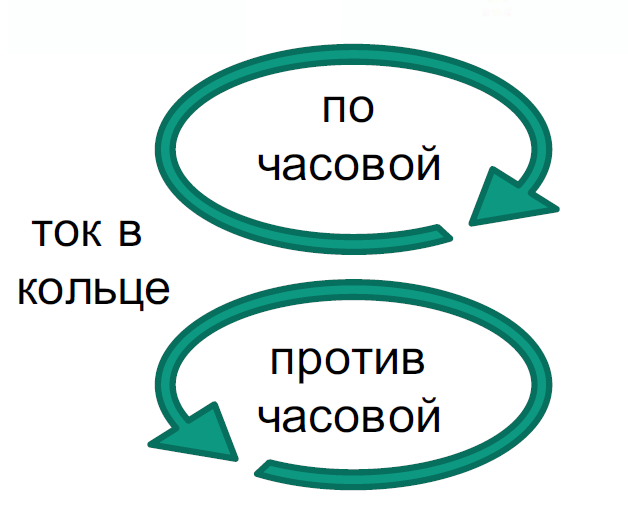 по
часовой
ток в
кольце
против
часовой